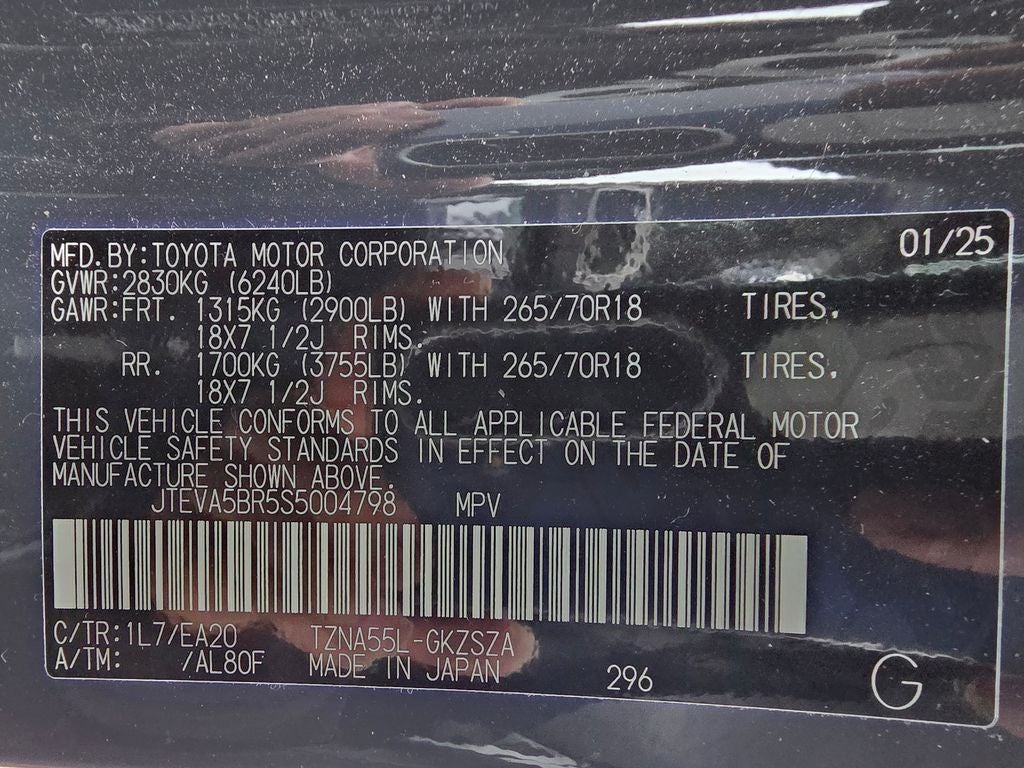 MFD.BY:TOYOTA MOTOR CORPORATION 01/25
GVWR:2830KG (6240LB)
GAWR:FRT. 1315KG (2900LB) WITH 265/70R18 TIRES.
18X7 1/2J RIMS.
RR. 1700KG (3755LB) WITH 265/70R18 TIRES.
18X7 1/2J RIMS.
THIS VEHICLE CONFORMS TO ALL APPLICABLE FEDERAL MOTOR
VEHICLE SAFETY STANDARDS IN EFFECT ON THE DATE OF
MANUFACTURE SHOWN ABOVE.
JTEVA5BR5S5004798 MPV
C/TR:1L7/EA20 TZNA55L-GKZSZA
A/TM: /AL80F MADE IN JAPAN 296 G